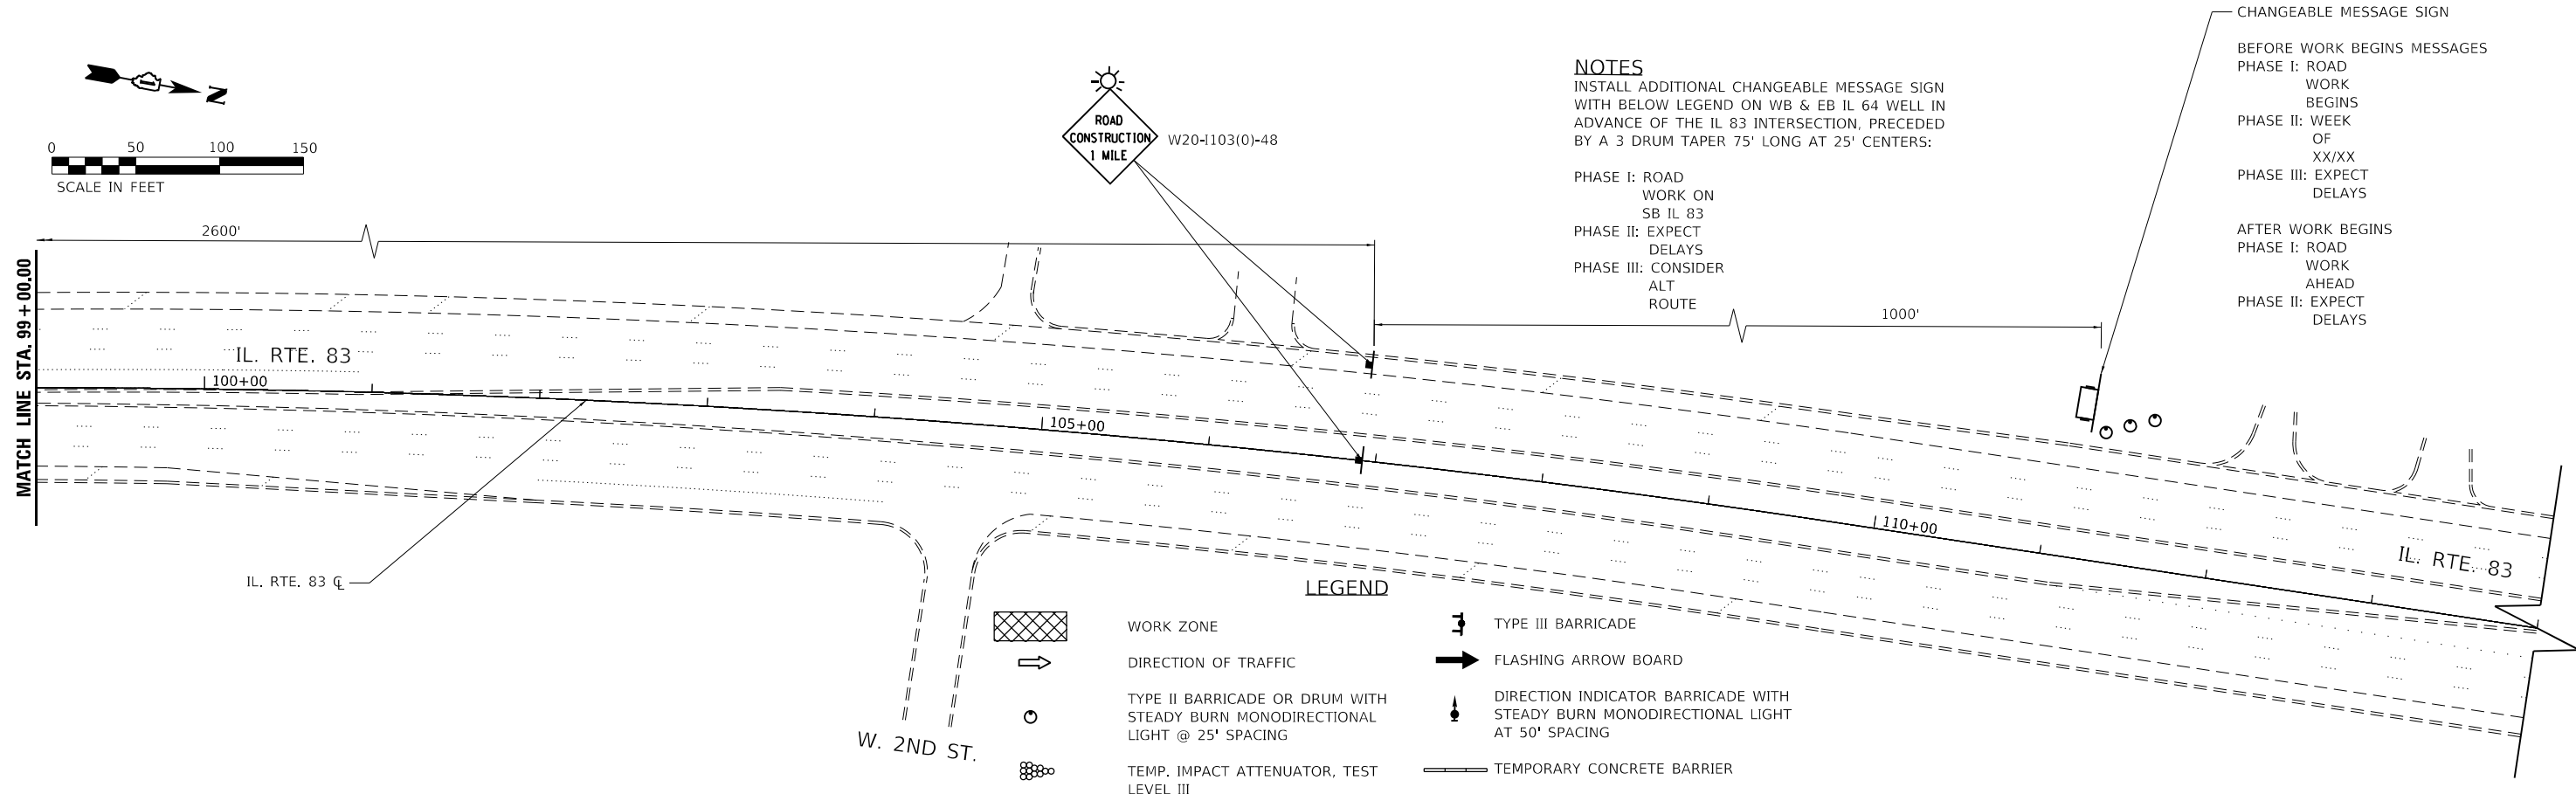 N
0 50 100 150
SCALE IN FEET
2600'
MATCH LINE STA. 99+00.00
IL. RTE. 83
100+00
105+00
110+00
IL. RTE. 83
IL. RTE. 83 ℄
W. 2ND ST.
ROAD
CONSTRUCTION
1 MILE
W20-I103(0)-48
NOTES
INSTALL ADDITIONAL CHANGEABLE MESSAGE SIGN
WITH BELOW LEGEND ON WB & EB IL 64 WELL IN
ADVANCE OF THE IL 83 INTERSECTION, PRECEDED
BY A 3 DRUM TAPER 75' LONG AT 25' CENTERS:
PHASE I: ROAD
WORK ON
SB IL 83
PHASE II: EXPECT
DELAYS
PHASE III: CONSIDER
ALT
ROUTE
1000'
CHANGEABLE MESSAGE SIGN
BEFORE WORK BEGINS MESSAGES
PHASE I: ROAD
WORK
BEGINS
PHASE II: WEEK
OF
XX/XX
PHASE III: EXPECT
DELAYS
AFTER WORK BEGINS
PHASE I: ROAD
WORK
AHEAD
PHASE II: EXPECT
DELAYS
LEGEND
WORK ZONE
DIRECTION OF TRAFFIC
TYPE II BARRICADE OR DRUM WITH
STEADY BURN MONODIRECTIONAL
LIGHT @ 25' SPACING
TEMP. IMPACT ATTENUATOR, TEST
LEVEL III
TYPE III BARRICADE
FLASHING ARROW BOARD
DIRECTION INDICATOR BARRICADE WITH
STEADY BURN MONODIRECTIONAL LIGHT
AT 50' SPACING
TEMPORARY CONCRETE BARRIER